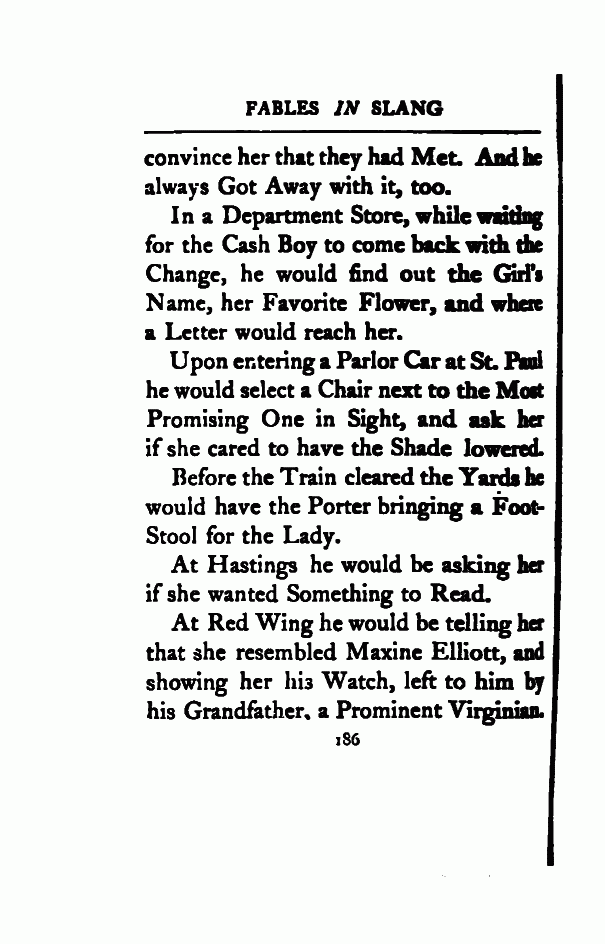 FABLES IN SLANG
convince her that they had Met. And he
always Got Away with it, too.
In a Department Store, while waiting
for the Cash Boy to come back with the
Change, he would find out the Girl's
Name, her Favorite Flower, and where
a Letter would reach her.
Upon entering a Parlor Car at St. Paul
he would select a Chair next to the Most
Promising One in Sight, and ask her
if she cared to have the Shade lowered.
Before the Train cleared the Yards he
would have the Porter bringing a Foot-
Stool for the Lady.
At Hastings he would be asking her
if she wanted Something to Read.
At Red Wing he would be telling her
that she resembled Maxine Elliott, and
showing her his Watch, left to him by
his Grandfather, a Prominent Virginian.
186